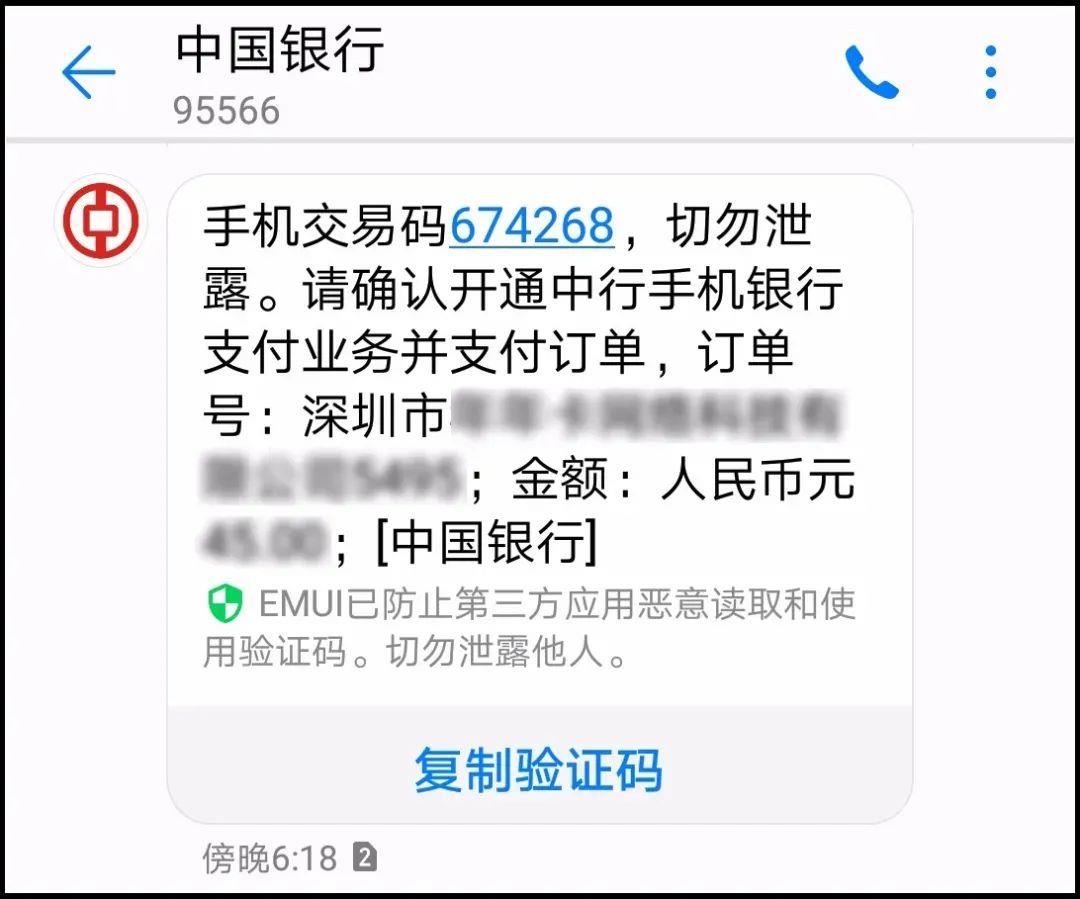 中国银行
95566
手机交易码674268，切勿泄
露。请确认开通中行手机银行
支付业务并支付订单，订单
号：深圳市
；金额：人民币元
；[中国银行]
EMUI已防止第三方应用恶意读取和使
用验证码。切勿泄露他人。
复制验证码
傍晚6:18 2